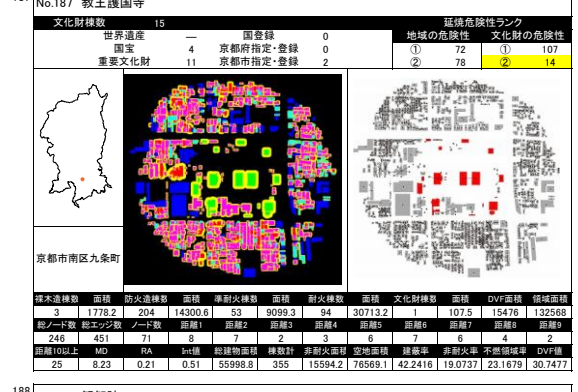 No.187 教王護国寺
文化財棟数 15 延焼危険性ランク
世界遺産 — 国登録 0 地域の危険性 文化財の危険性
国宝 4 京都府指定・登録 0 ① 72 ① 107
重要文化財 11 京都市指定・登録 2 ② 78 ② 14
京都市南区九条町
裸木造棟数 面積 防火造棟数 面積 準耐火棟数 面積 耐火棟数 面積 文化財棟数 面積 DVF面積 領域面積
3 1778.2 204 14300.6 53 9099.3 94 30713.2 1 107.5 15476 132568
総ノード数 総エッジ数 ノード数 距離1 距離2 距離3 距離4 距離5 距離6 距離7 距離8 距離9
246 451 71 8 7 2 3 6 7 6 4 2
距離10以上 MD RA Int値 総建物面積 棟数計 非耐火面積 空地面積 建蔽率 非耐火率 不燃領域率 DVF値
25 8.23 0.21 0.51 55998.8 355 15594.2 76569.1 42.2416 19.0737 23.1679 30.7477
188